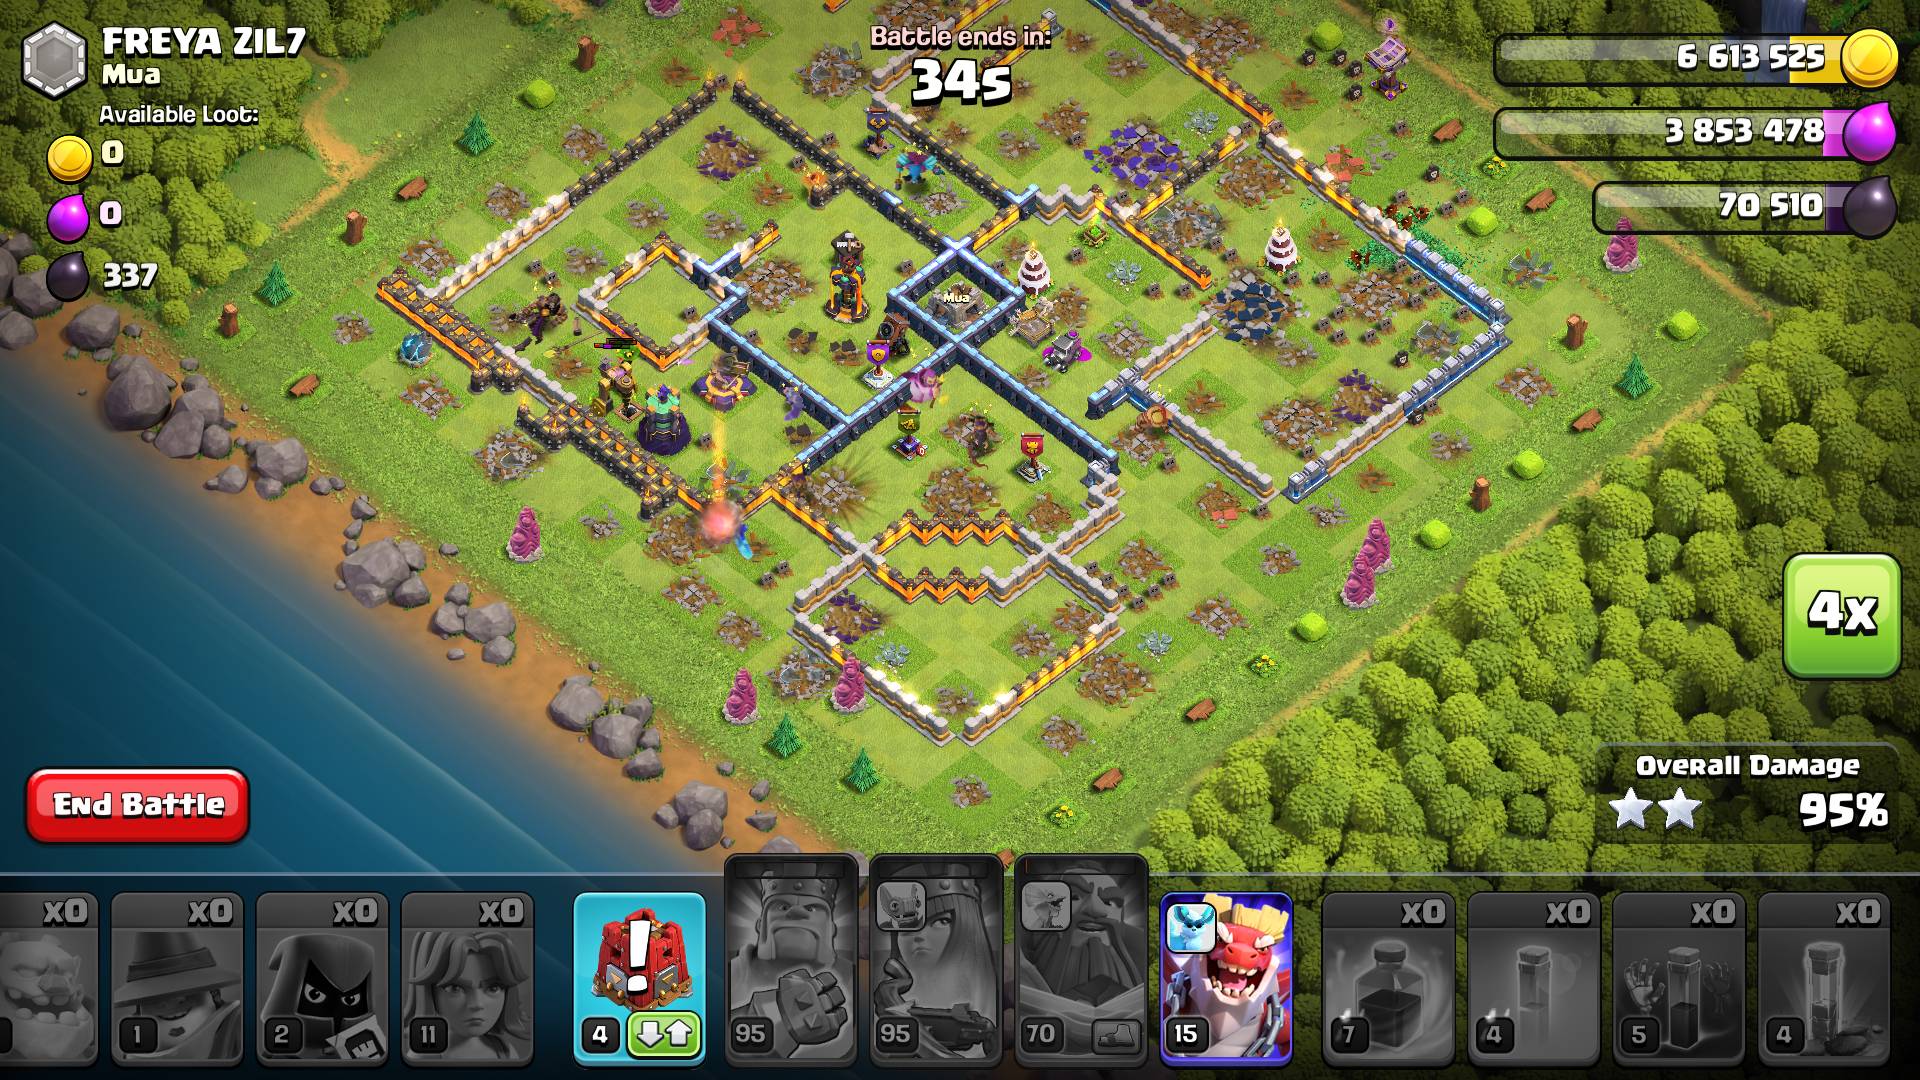 FREYA ZIL7
Mua
Available Loot:
0
0
337
Battle ends in:
34s
6 613 525
3 853 478
70 510
Mua
4x
End Battle
Overall Damage
95%
x0
x0
x0
x0
x0
x0
x0
x0
1
2
11
4
95
95
70
15
7
4
5
4